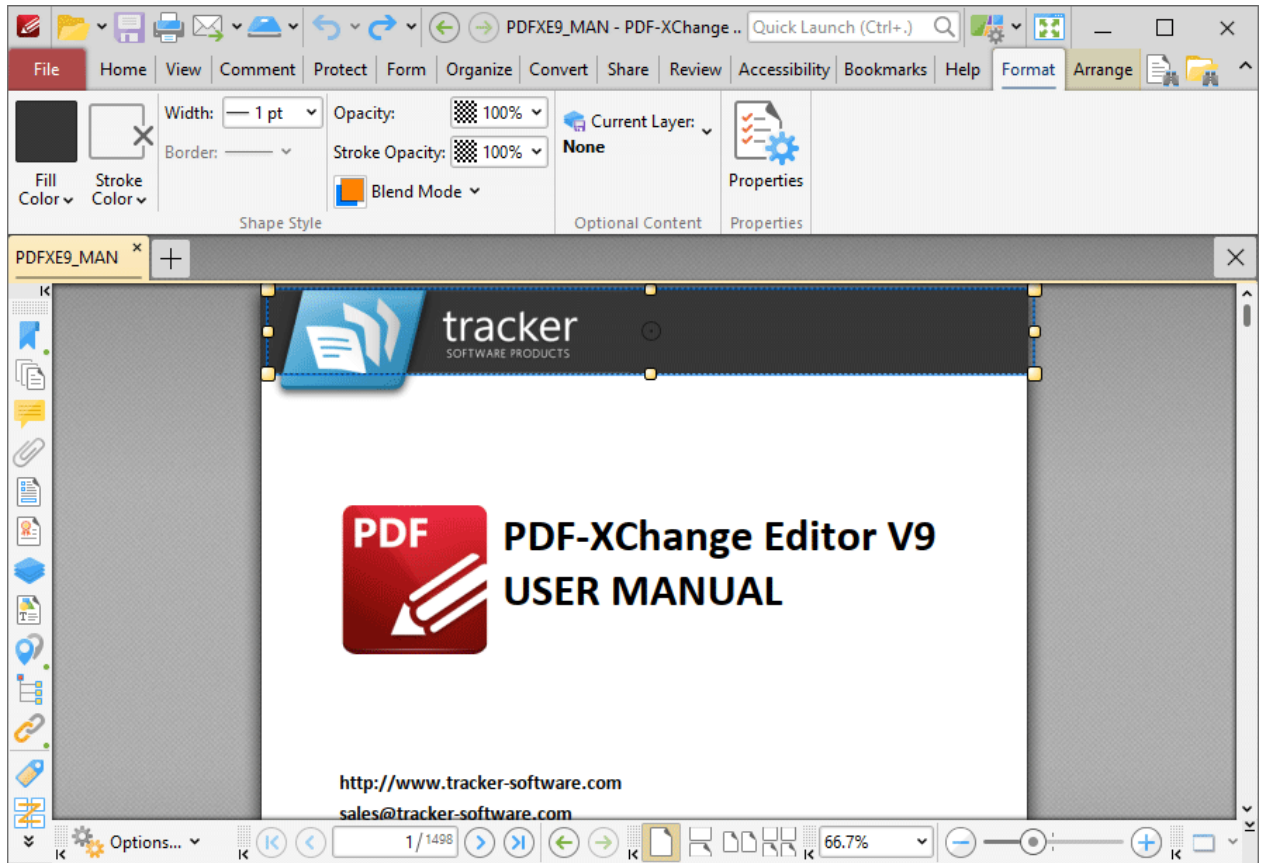 PDFXE9_MAN - PDF-XChange ..
Quick Launch (Ctrl+.)
File Home View Comment Protect Form Organize Convert Share Review Accessibility Bookmarks Help Format Arrange
Width: 1 pt Opacity: 100% Current Layer:
Border: Stroke Opacity: 100% None
Fill Color Stroke Color Blend Mode Properties
Shape Style Optional Content Properties
PDFXE9_MAN
tracker
SOFTWARE PRODUCTS
PDF
PDF-XChange Editor V9
USER MANUAL
http://www.tracker-software.com
sales@tracker-software.com
Options... 1/1498 66.7%